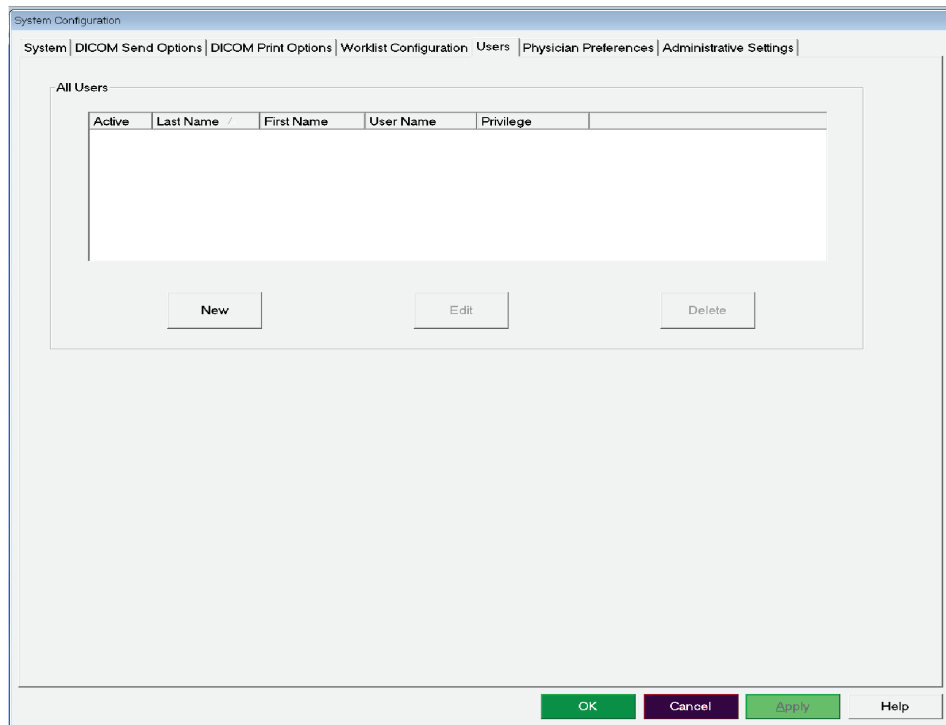 System Configuration
System DICOM Send Options DICOM Print Options Worklist Configuration Users Physician Preferences Administrative Settings
All Users
Active Last Name First Name User Name Privilege
New Edit Delete
OK Cancel Apply Help